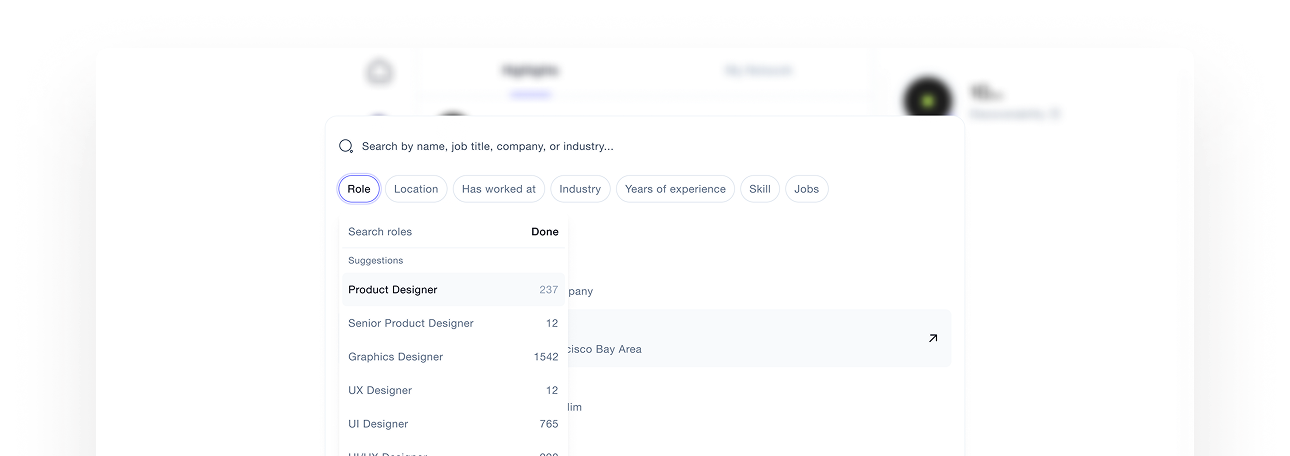 Highlights
My Network
Search by name, job title, company, or industry...
Role
Location
Has worked at
Industry
Years of experience
Skill
Jobs
Search roles
Done
Suggestions
Product Designer 237
pany
Senior Product Designer 12
Graphics Designer 1542
cisco Bay Area
UX Designer 12
lim
UI Designer 765